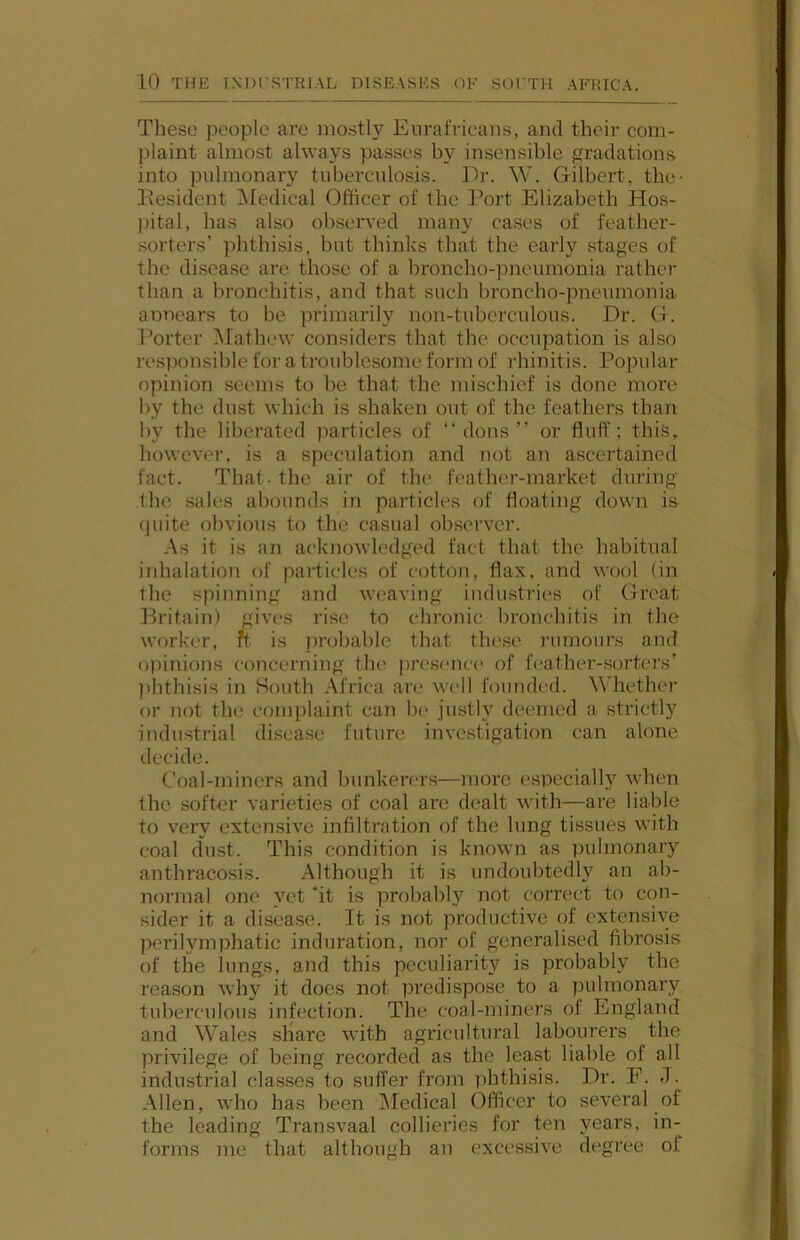 10 THE INDUSTRIAL DISEASES OF SOUTH AFRICA.
These people are mostly Eurafricans, and their com-
plaint almost always passes by insensible gradations
into pulmonary tuberculosis. Dr. W. Gilbert, the
Resident Medical Officer of the Port Elizabeth Hos-
pital, has also observed many cases of feather-
sorters' phthisis, but thinks that the early stages of
the disease are those of a broncho-pneumonia rather
than a bronchitis, and that such broncho-pneumonia
appears to be primarily non-tuberculous. Dr. G.
Porter Mathew considers that the occupation is also
responsible for a troublesome form of rhinitis. Popular
opinion seems to be that the mischief is done more
by the dust which is shaken out of the feathers than
by the liberated particles of "dons" or fluff; this,
however, is a speculation and not an ascertained
fact. That the air of the feather-market during
the sales abounds in particles of floating down is
quite obvious to the casual observer.
As it is an acknowledged fact that the habitual
inhalation of particles of cotton, flax, and wool (in
the spinning and weaving industries of Great
Britain) gives rise to chronic bronchitis in the
worker, it is probable that these rumours and
opinions concerning the presence of feather-sorters'
phthisis in South Africa are well founded. Whether
or not the complaint can be justly deemed a strictly
industrial disease future investigation can alone
decide.
Coal-miners and bunkerers—more especially when
the softer varieties of coal are dealt with—are liable
to very extensive infiltration of the lung tissues with
coal dust. This condition is known as pulmonary
anthracosis. Although it is undoubtedly an ab-
normal one yet it is probably not correct to con-
sider it a disease. It is not productive of extensive
perilymphatic induration, nor of generalised fibrosis
of the lungs, and this peculiarity is probably the
reason why it does not predispose to a pulmonary
tuberculous infection. The coal-miners of England
and Wales share with agricultural labourers the
privilege of being recorded as the least liable of all
industrial classes to suffer from phthisis. Dr. F. J.
Allen, who has been Medical Officer to several of
the leading Transvaal collieries for ten years, in-
forms me that although an excessive degree of